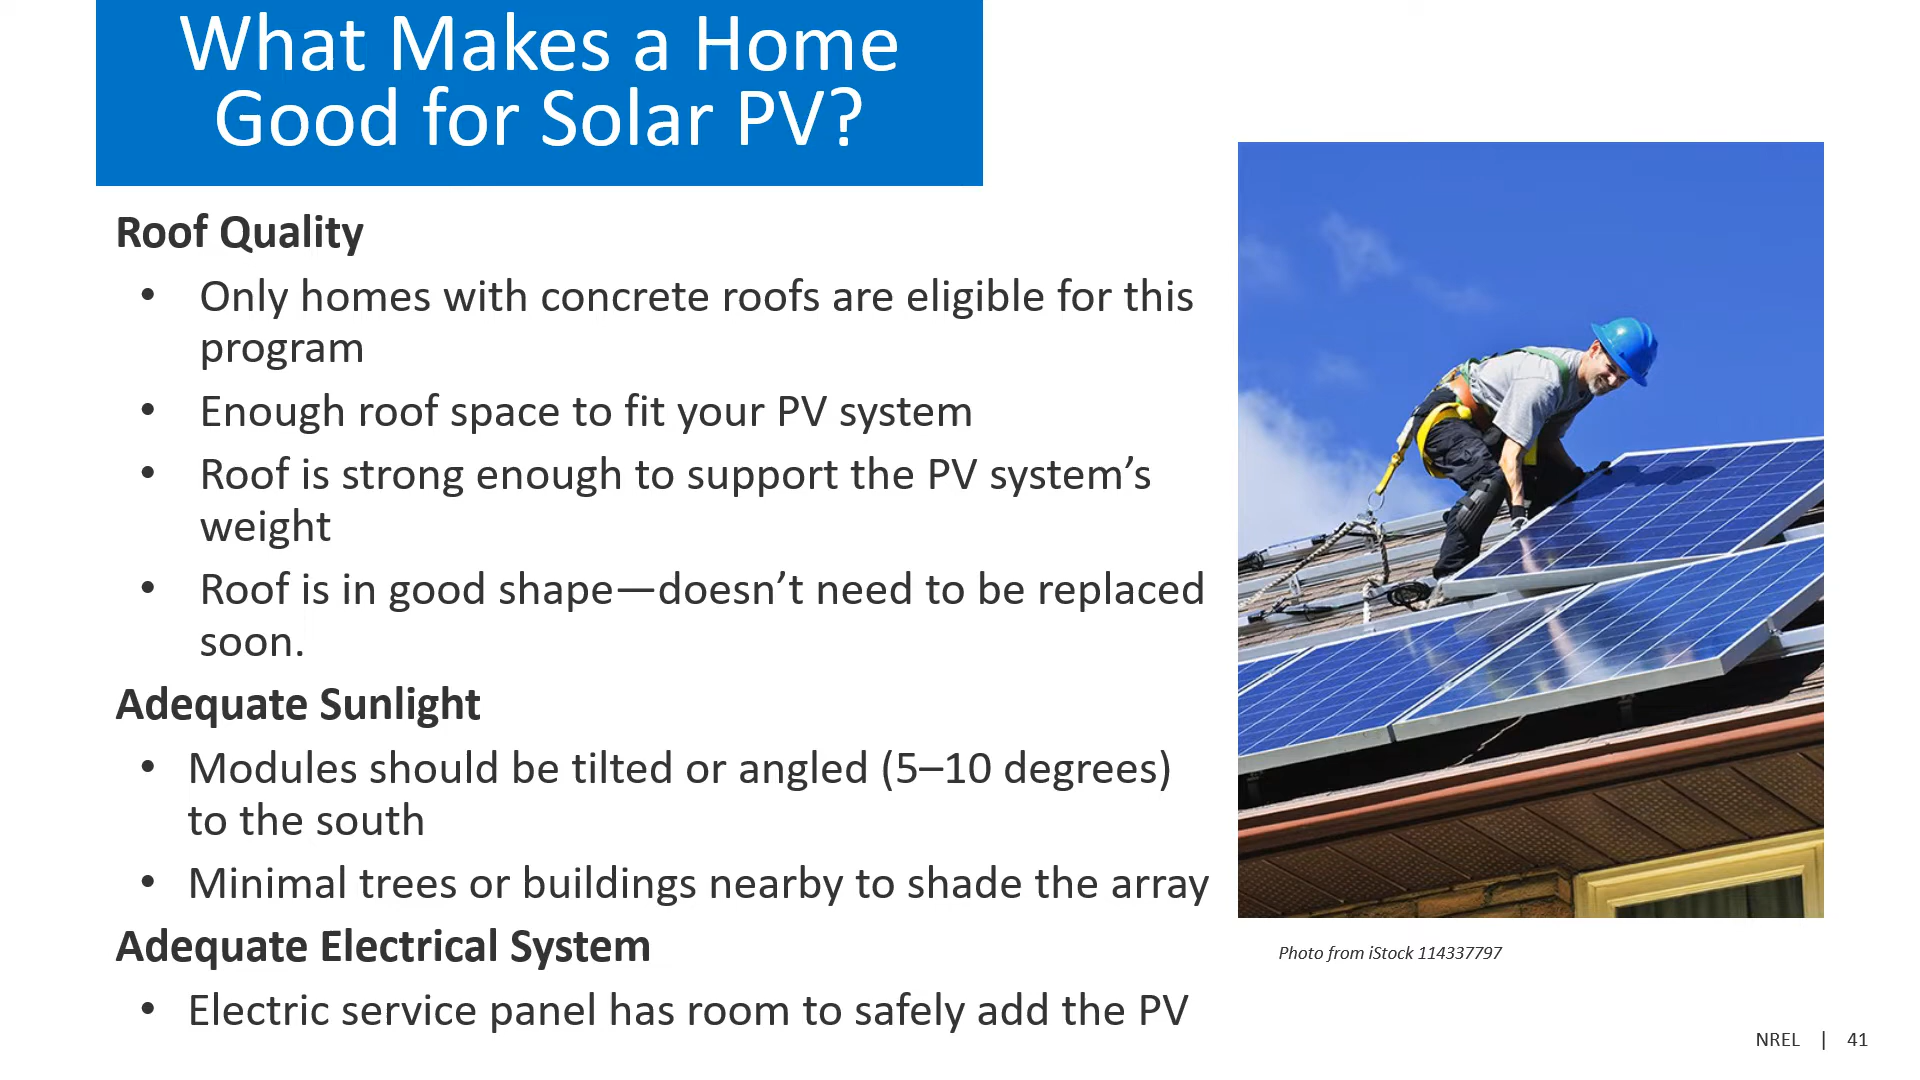 What Makes a Home
Good for Solar PV?
Roof Quality
• Only homes with concrete roofs are eligible for this
program
• Enough roof space to fit your PV system
• Roof is strong enough to support the PV system’s
weight
• Roof is in good shape—doesn’t need to be replaced
soon.
Adequate Sunlight
• Modules should be tilted or angled (5–10 degrees)
to the south
• Minimal trees or buildings nearby to shade the array
Adequate Electrical System
• Electric service panel has room to safely add the PV
Photo from iStock 114337797
NREL | 41